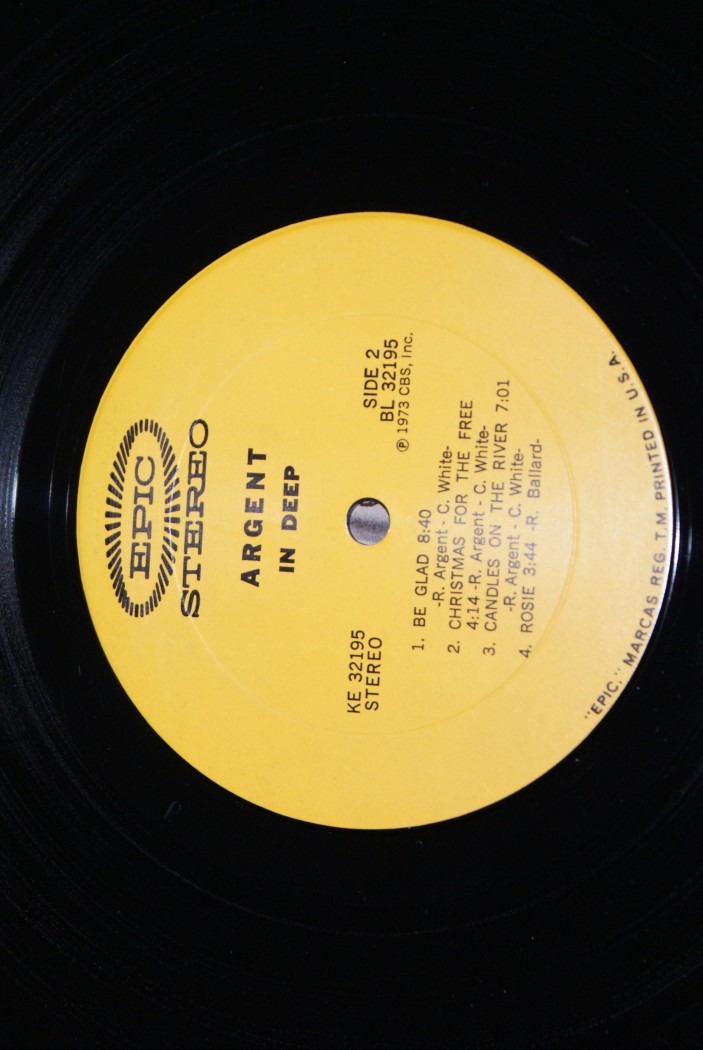 EPIC
STEREO
ARGENT
IN DEEP
KE 32195
STEREO
SIDE 2
BL 32195
℗ 1973 CBS, Inc.
1. BE GLAD 8:40
-R. Argent - C. White-
2. CHRISTMAS FOR THE FREE
4:14 -R. Argent - C. White-
3. CANDLES ON THE RIVER 7:01
-R. Argent - C. White-
4. ROSIE 3:44 -R. Ballard-
"EPIC," MARCAS REG. T.M. PRINTED IN U.S.A.